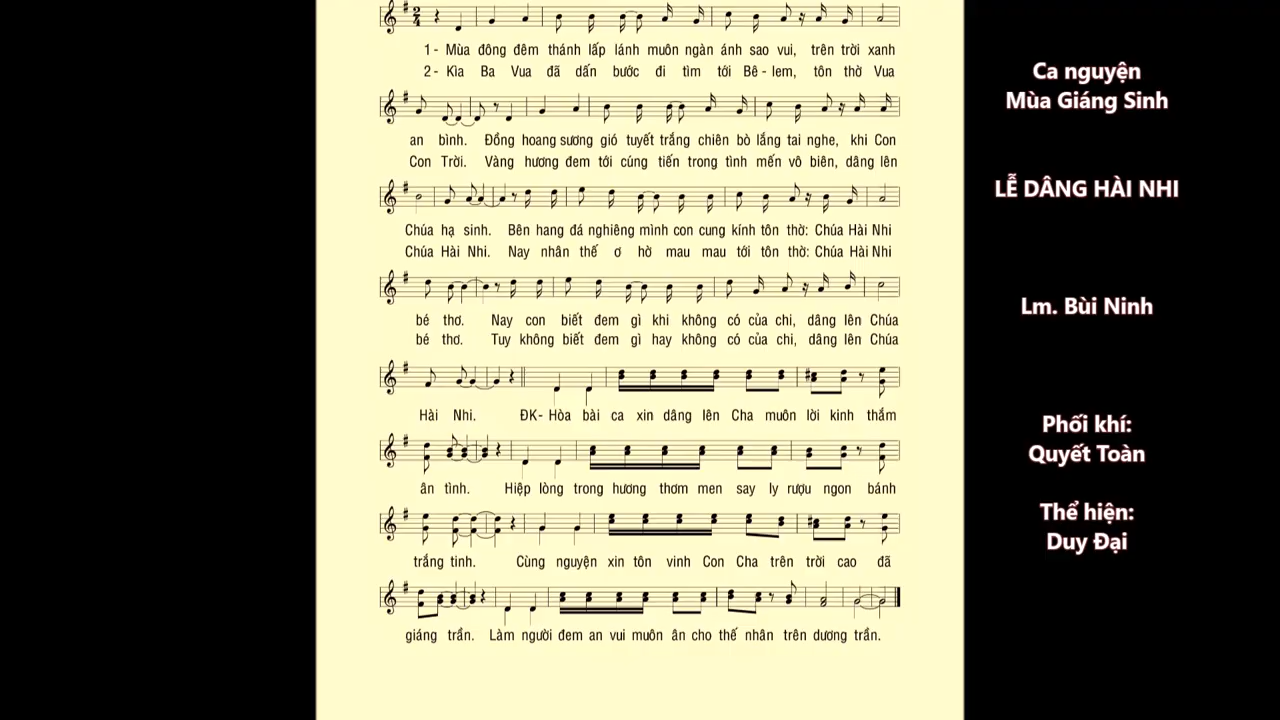 1- Mùa đông đêm thánh lấp lánh muôn ngàn ánh sao vui, trên trời xanh
2- Kìa Ba Vua đã dấn bước đi tìm tới Bê - lem, tôn thờ Vua
an bình. Đồng hoang sương gió tuyết trắng chiên bò lắng tai nghe, khi Con
Con Trời. Vàng hương đem tới cúng tiến trong tình mến vô biên, dâng lên
Chúa hạ sinh. Bên hang đá nghiêng mình con cung kính tôn thờ: Chúa Hài Nhi
Chúa Hài Nhi. Nay nhân thế ơ hờ mau mau tới tôn thờ: Chúa Hài Nhi
bé thơ. Nay con biết đem gì khi không có của chi, dâng lên Chúa
bé thơ. Tuy không biết đem gì hay không có của chi, dâng lên Chúa
Hài Nhi. ĐK- Hòa bài ca xin dâng lên Cha muôn lời kinh thắm
ân tình. Hiệp lòng trong hương thơm men say ly rượu ngon bánh
trắng tinh. Cùng nguyện xin tôn vinh Con Cha trên trời cao đã
giáng trần. Làm người đem an vui muôn ân cho thế nhân trên dương trần.
Ca nguyện
Mùa Giáng Sinh
LỄ DÂNG HÀI NHI
Lm. Bùi Ninh
Phối khí:
Quyết Toàn
Thể hiện:
Duy Đại